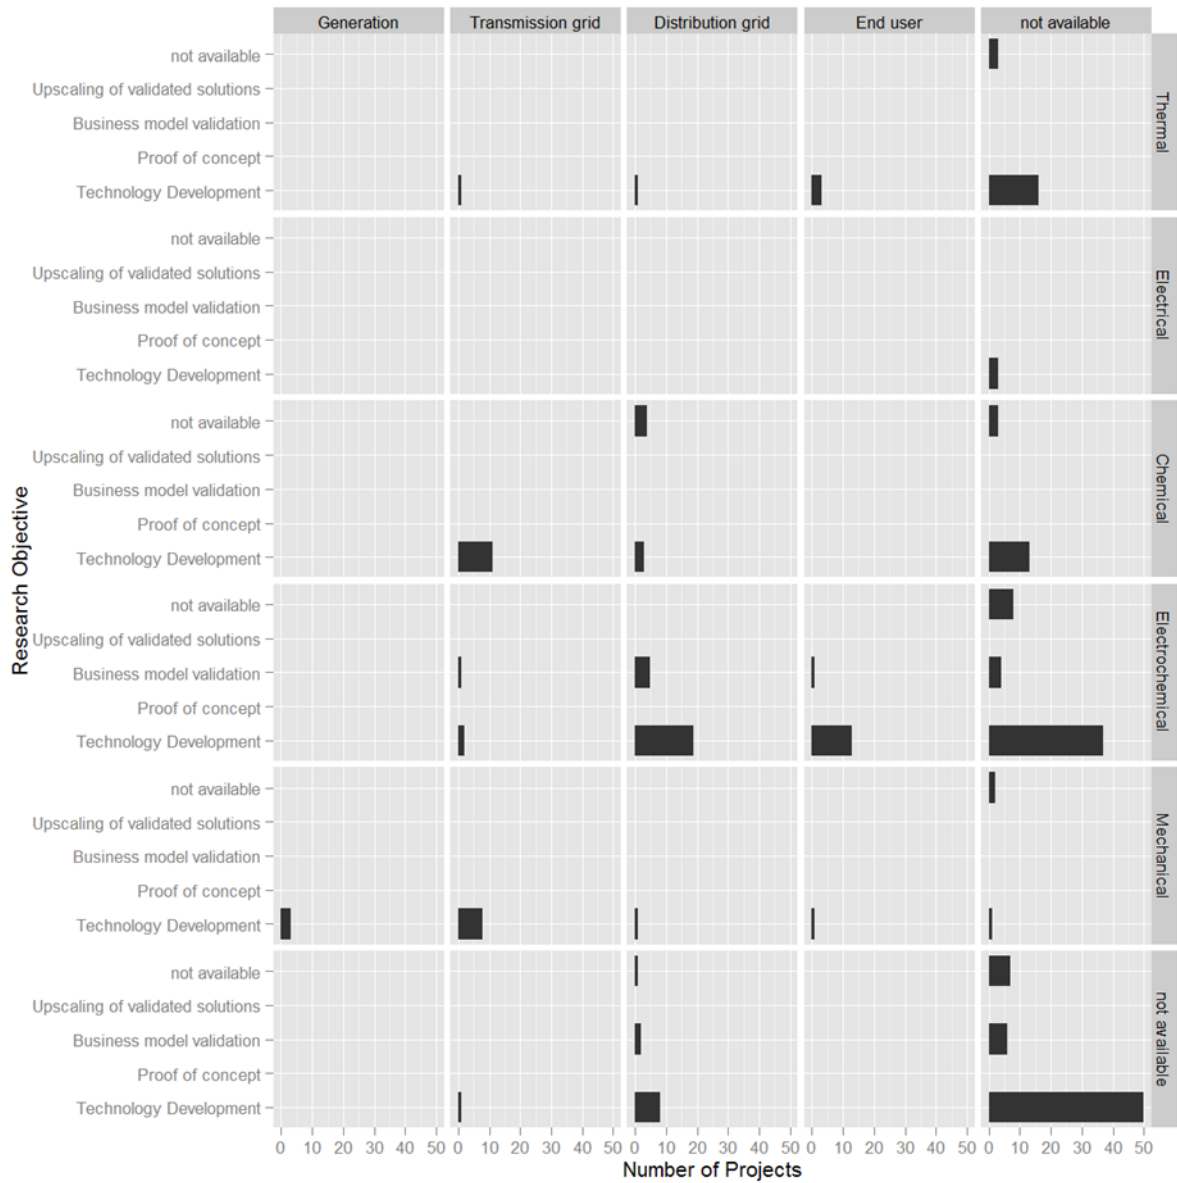 Generation Transmission grid Distribution grid End user not available
not available
Upscaling of validated solutions
Business model validation
Proof of concept
Technology Development
Thermal
not available
Upscaling of validated solutions
Business model validation
Proof of concept
Technology Development
Electrical
not available
Upscaling of validated solutions
Business model validation
Proof of concept
Technology Development
Chemical
Research Objective
not available
Upscaling of validated solutions
Business model validation
Proof of concept
Technology Development
Electrochemical
not available
Upscaling of validated solutions
Business model validation
Proof of concept
Technology Development
Mechanical
not available
Upscaling of validated solutions
Business model validation
Proof of concept
Technology Development
not available
0 10 20 30 40 50 0 10 20 30 40 50 0 10 20 30 40 50 0 10 20 30 40 50 0 10 20 30 40 50
Number of Projects